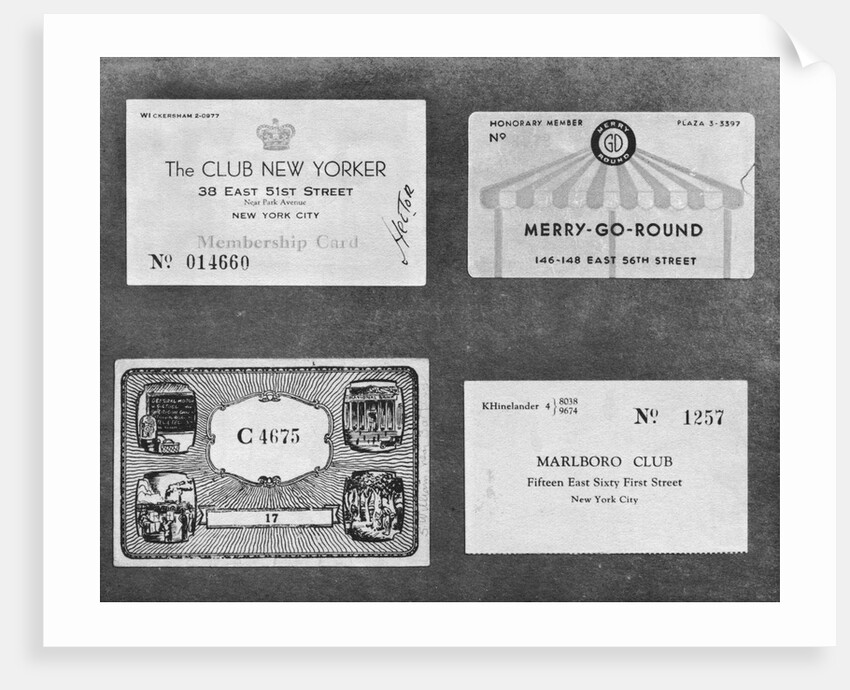 WICKERSHAM 2-0977
The CLUB NEW YORKER
38 EAST 51ST STREET
Near Park Avenue
NEW YORK CITY
Membership Card
Nº 014660
Hector
HONORARY MEMBER
PLAZA 3-3397
Nº
MERRY
GO
ROUND
MERRY-GO-ROUND
146-148 EAST 56TH STREET
C 4675
17
RHinelander 4 } 8038
9674
Nº 1257
MARLBORO CLUB
Fifteen East Sixty First Street
New York City